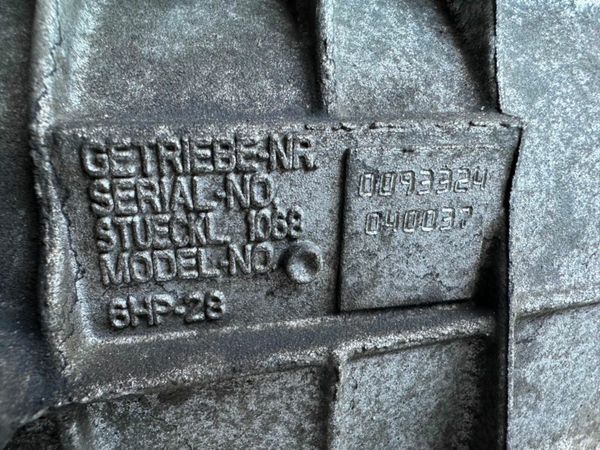 GETRIEBE-NR.
SERIAL-NO.
STUECKL. 1068
MODEL-NO.
6HP-28
0093324
040037